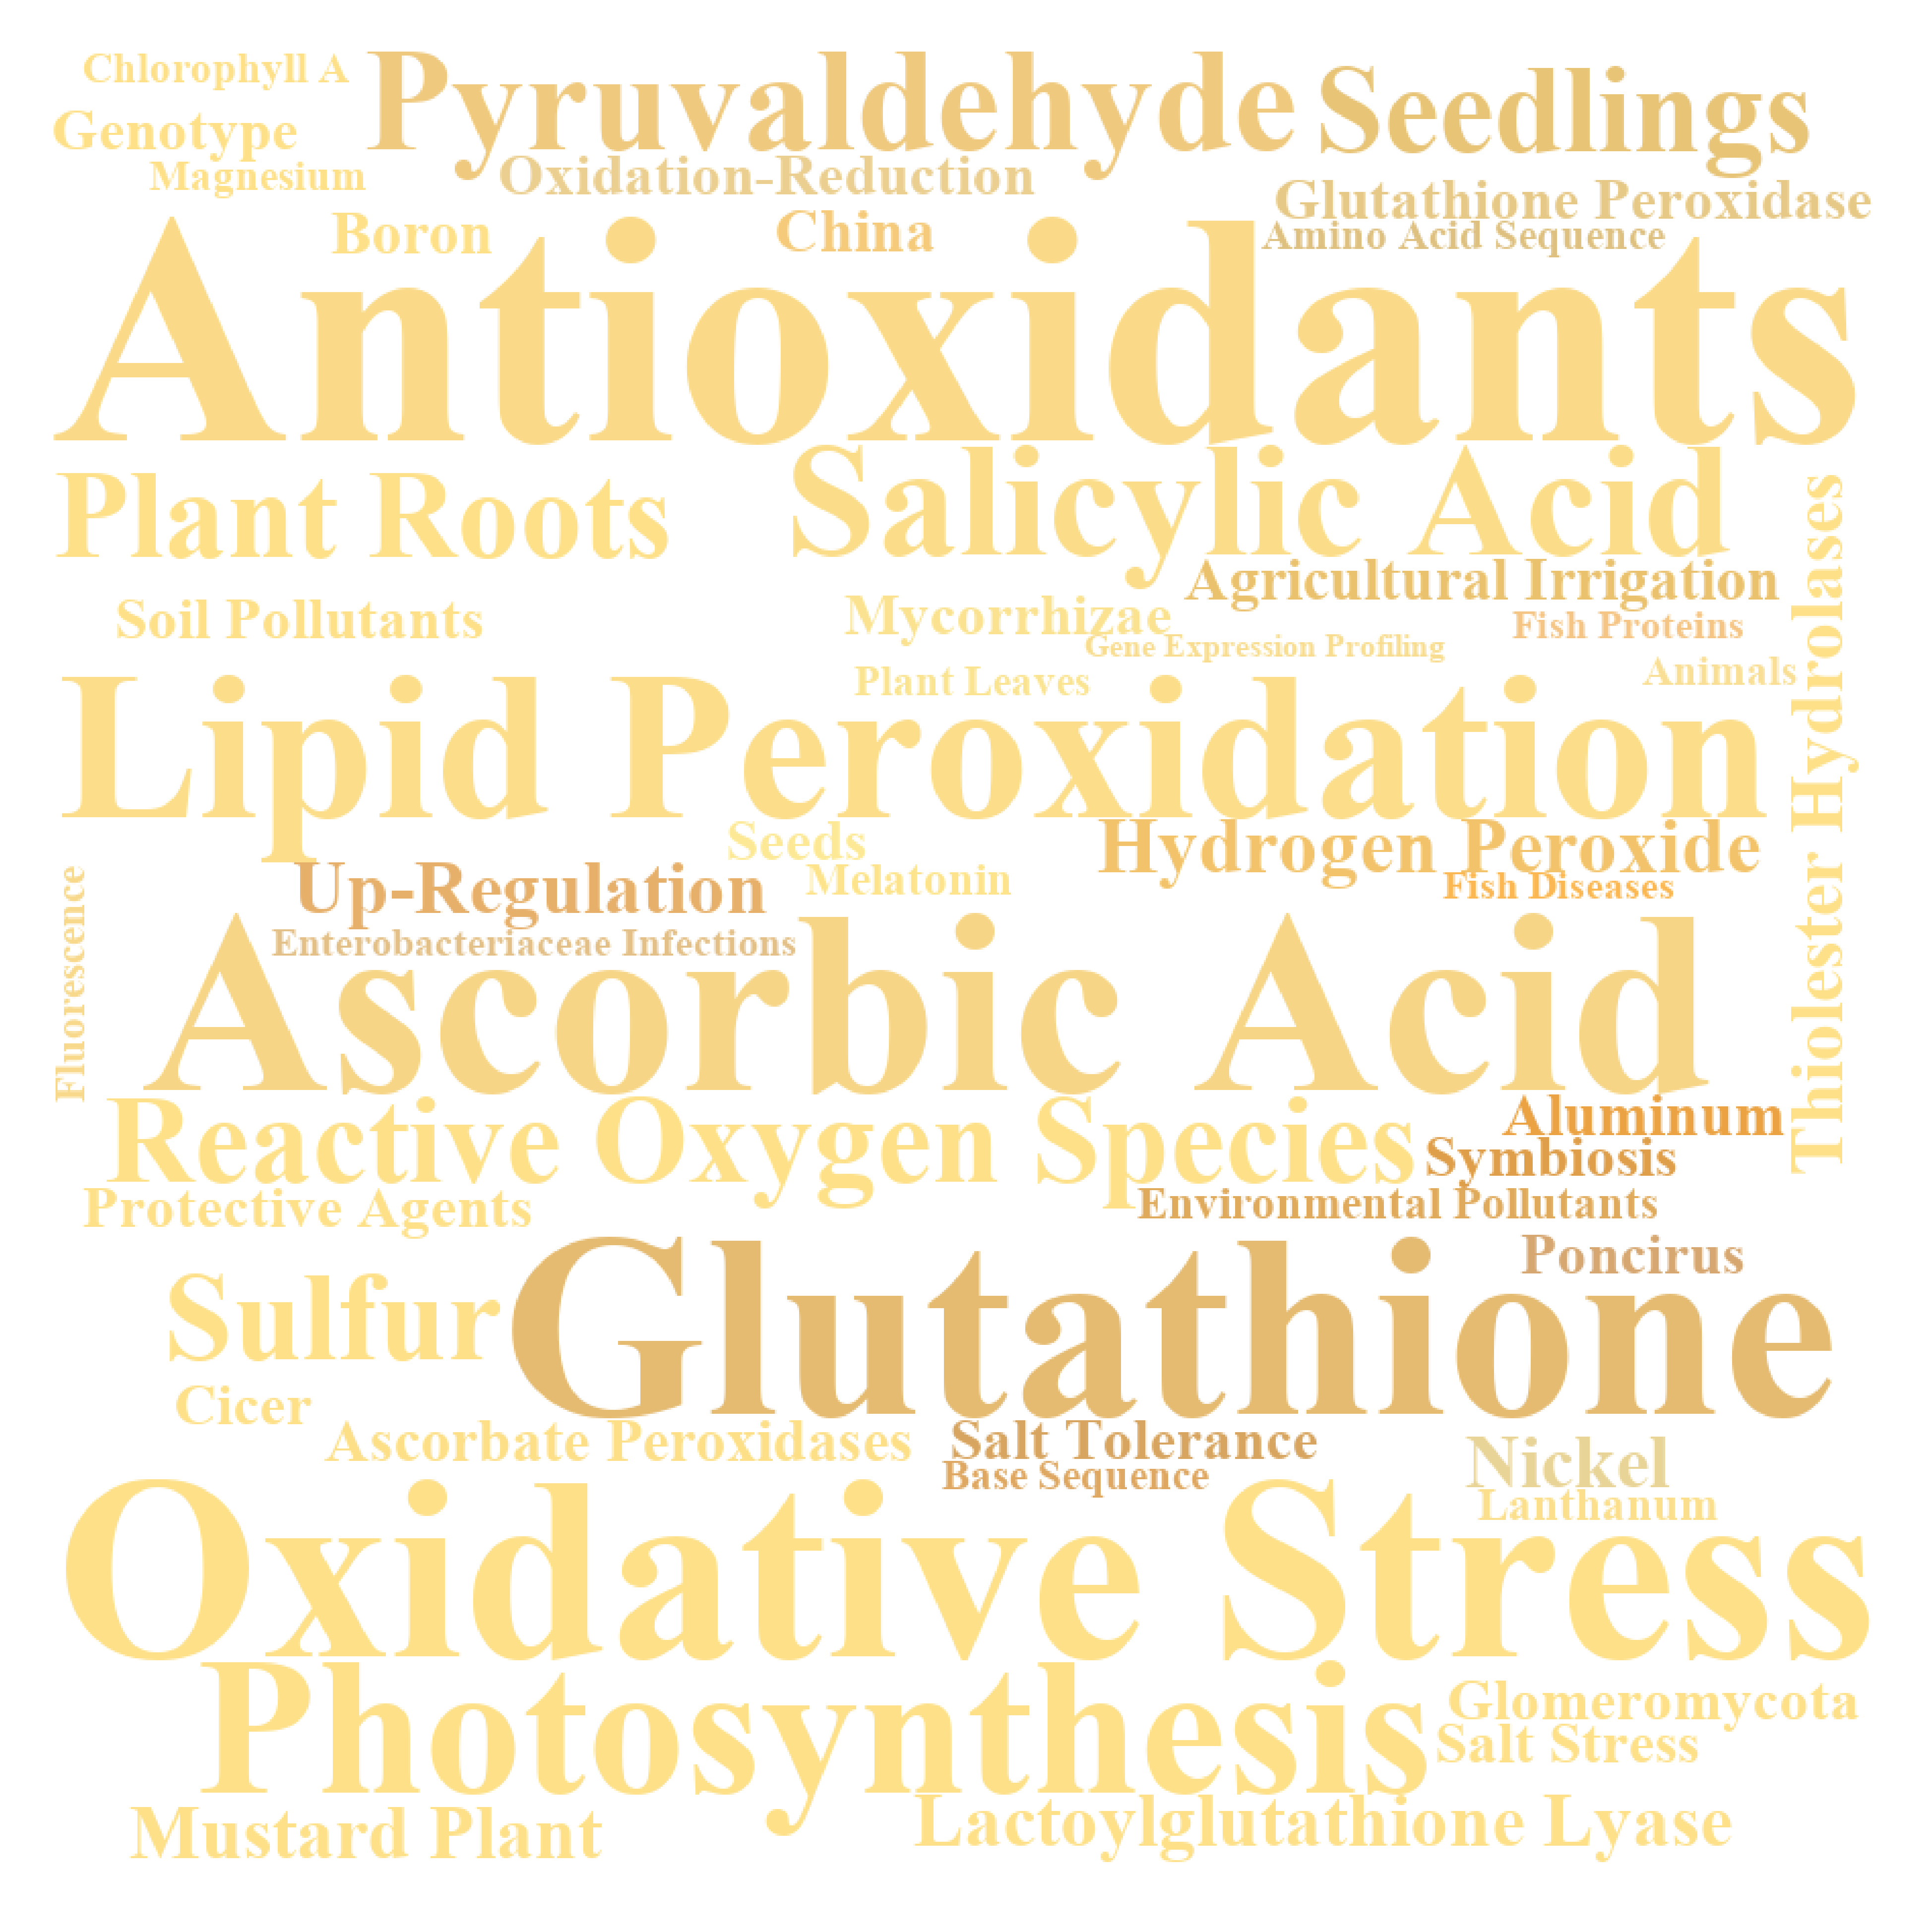 Chlorophyll A
Pyruvaldehyde
Seedlings
Genotype
Magnesium
Oxidation-Reduction
Glutathione Peroxidase
Boron
China
Amino Acid Sequence
Antioxidants
Plant Roots
Salicylic Acid
Agricultural Irrigation
Thiolester Hydrolases
Soil Pollutants
Mycorrhizae
Fish Proteins
Gene Expression Profiling
Plant Leaves
Animals
Lipid Peroxidation
Seeds
Hydrogen Peroxide
Up-Regulation
Melatonin
Fish Diseases
Fluorescence
Enterobacteriaceae Infections
Ascorbic Acid
Reactive Oxygen Species
Aluminum
Symbiosis
Protective Agents
Environmental Pollutants
Poncirus
Sulfur
Glutathione
Cicer
Ascorbate Peroxidases
Salt Tolerance
Nickel
Base Sequence
Lanthanum
Oxidative Stress
Photosynthesis
Glomeromycota
Salt Stress
Mustard Plant
Lactoylglutathione Lyase